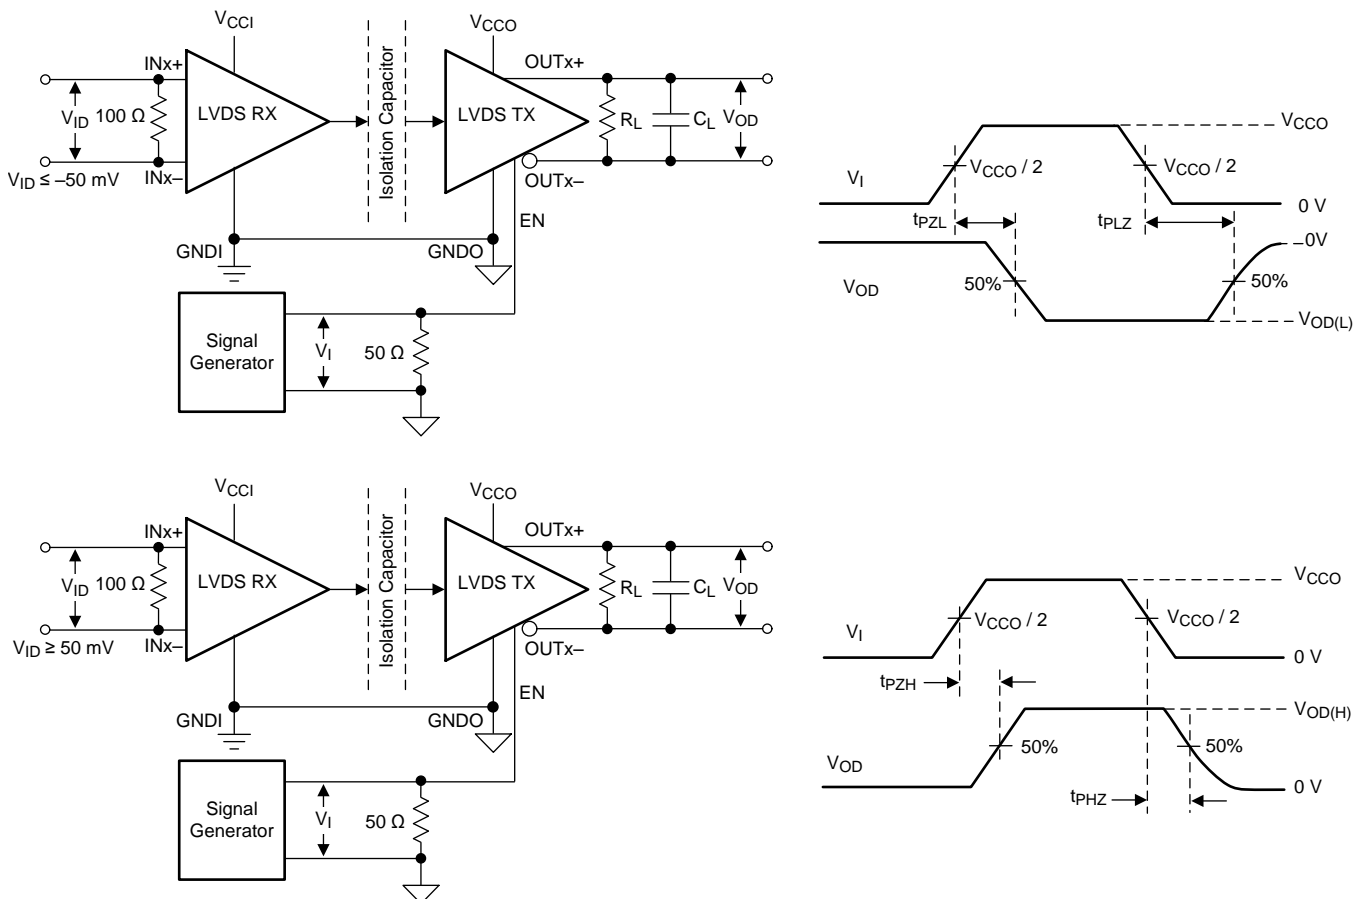 VCCI
VCCO
INx+
OUTx+
LVDS RX
LVDS TX
VID
100 Ω
Isolation Capacitor
RL
CL
VOD
VID ≤ –50 mV
INx–
OUTx–
EN
GNDI
GNDO
Signal
Generator
VI
50 Ω
VCCO
VCCO / 2
VCCO / 2
VI
0 V
tPZL
tPLZ
0V
VOD
50%
50%
VOD(L)
VCCI
VCCO
INx+
OUTx+
LVDS RX
LVDS TX
VID
100 Ω
Isolation Capacitor
RL
CL
VOD
VID ≥ 50 mV
INx–
OUTx–
EN
GNDI
GNDO
Signal
Generator
VI
50 Ω
VCCO
VCCO / 2
VCCO / 2
VI
0 V
tPZH
VOD(H)
50%
50%
VOD
0 V
tPHZ